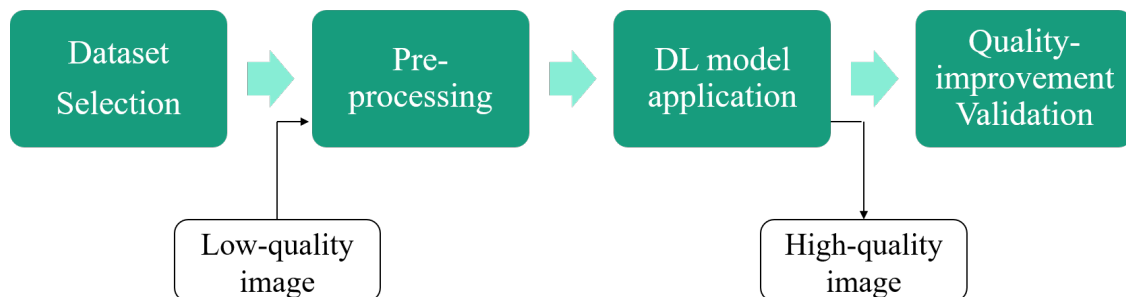 Dataset
Selection
Pre-
processing
DL model
application
Quality-
improvement
Validation
Low-quality
image
High-quality
image